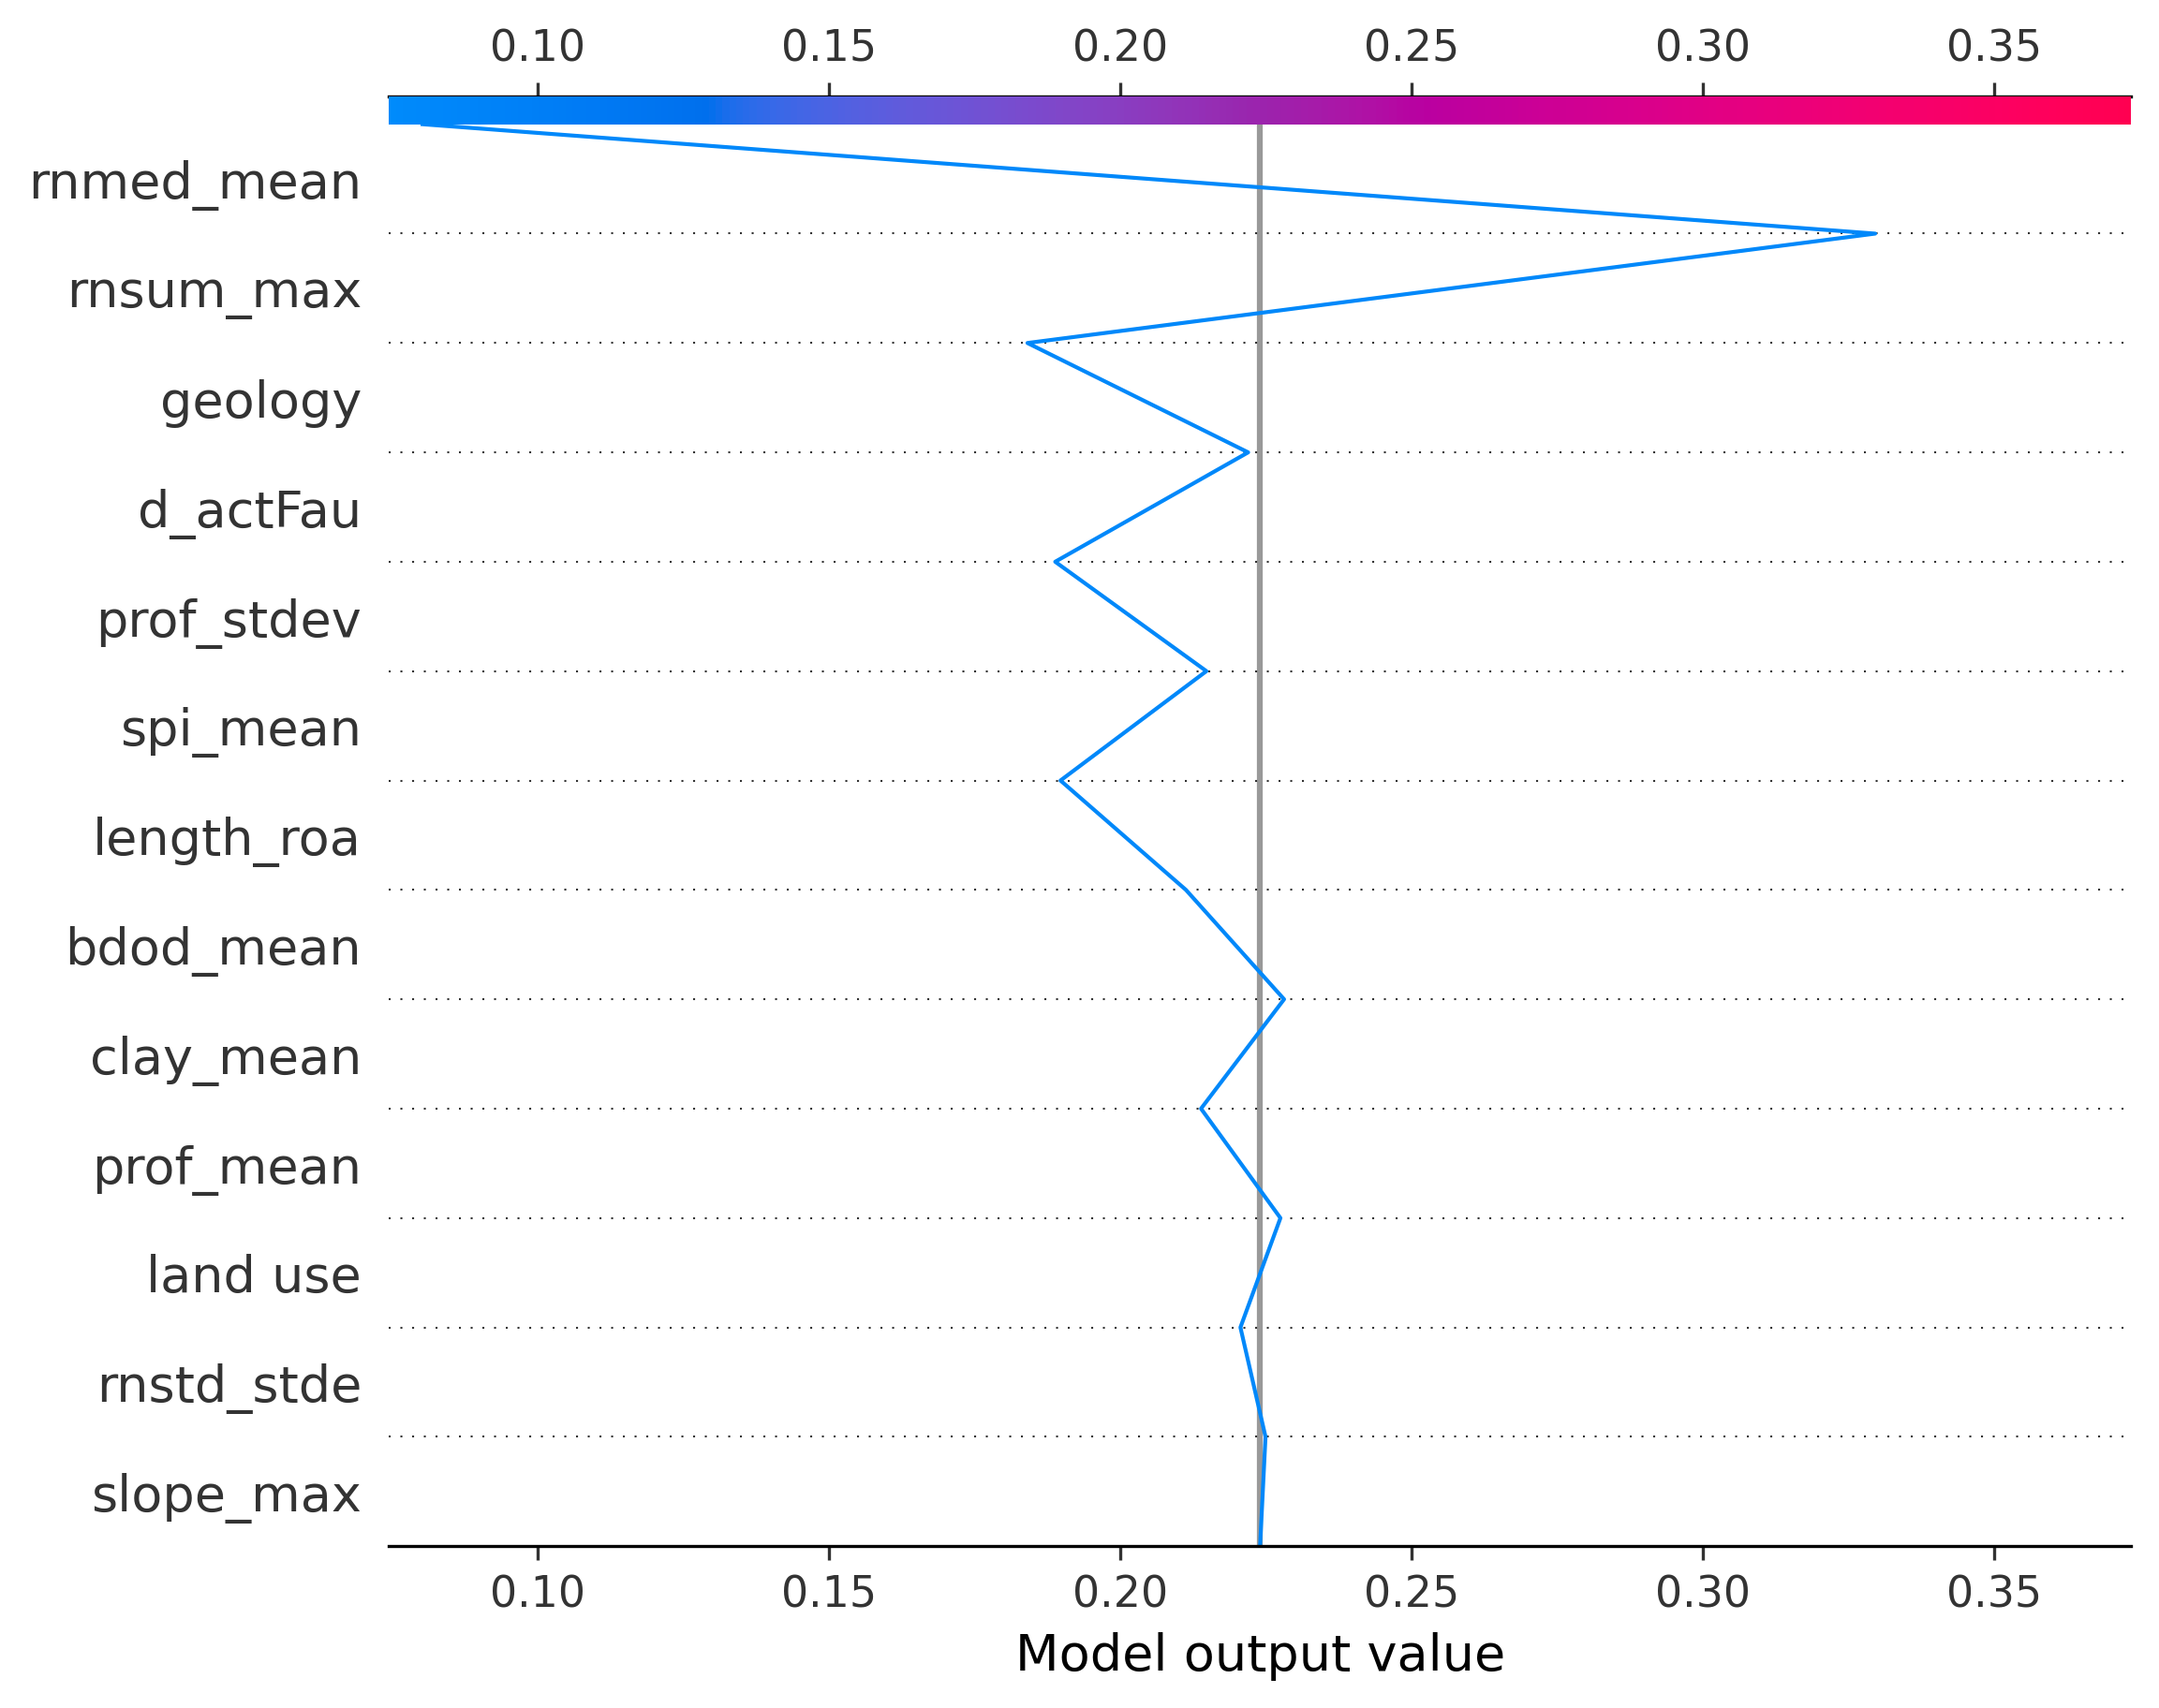 0.10 0.15 0.20 0.25 0.30 0.35
rnmed_mean
rnsum_max
geology
d_actFau
prof_stdev
spi_mean
length_roa
bdod_mean
clay_mean
prof_mean
land use
rnstd_stde
slope_max
0.10 0.15 0.20 0.25 0.30 0.35
Model output value